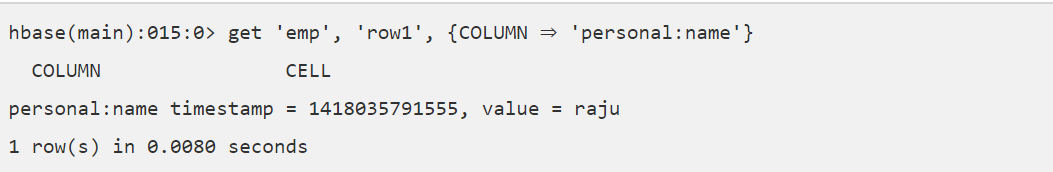 hbase(main):015:0> get 'emp', 'row1', {COLUMN ⇒ 'personal:name'}
COLUMN CELL
personal:name timestamp = 1418035791555, value = raju
1 row(s) in 0.0080 seconds